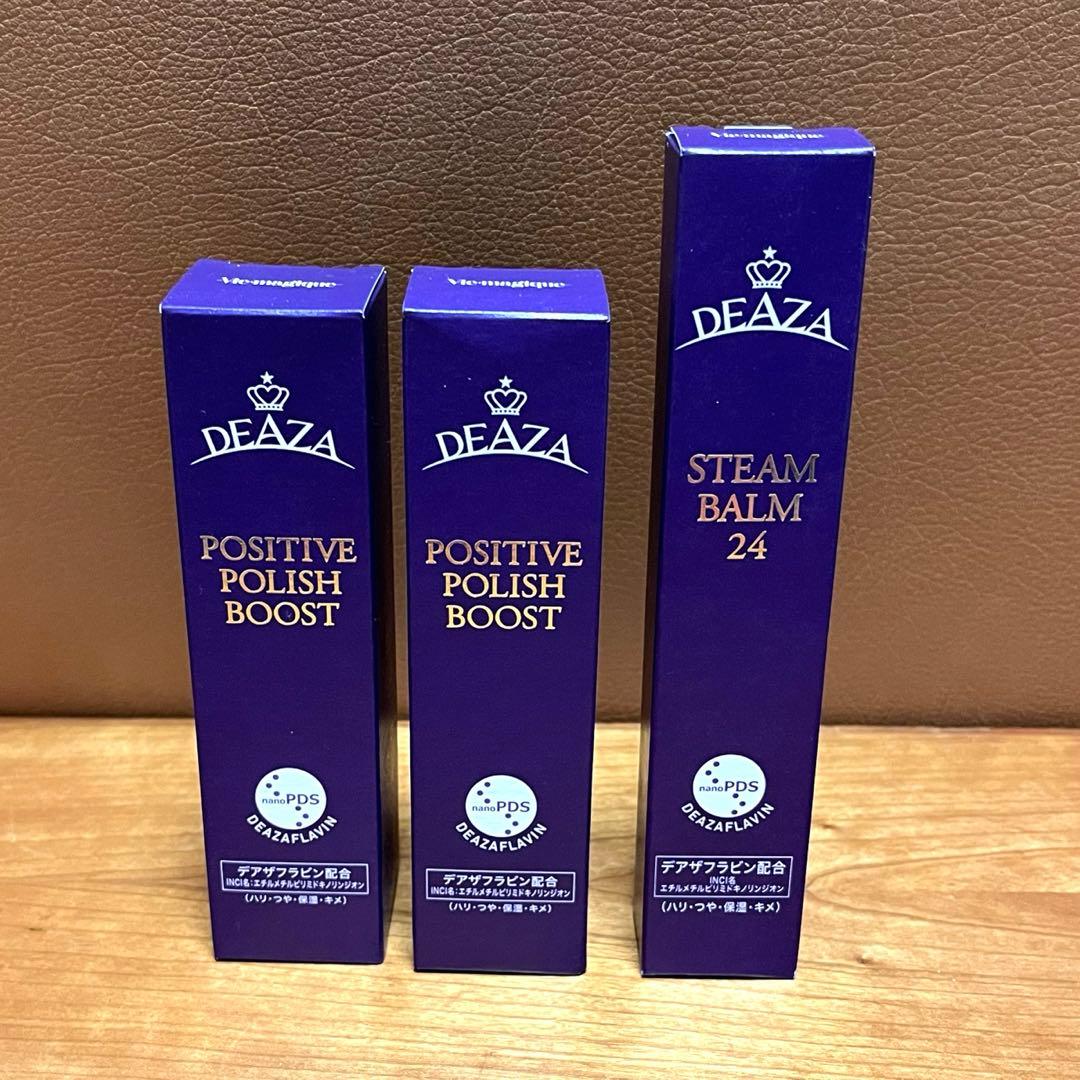 Vie-magique
DEAZA
POSITIVE
POLISH
BOOST
nanoPDS
DEAZAFLAVIN
デアザフラビン配合
INCI名:エチルメチルピリミドキノリンジオン
(ハリ・つや・保湿・キメ)
Vie-magique
DEAZA
POSITIVE
POLISH
BOOST
nanoPDS
DEAZAFLAVIN
デアザフラビン配合
INCI名:エチルメチルピリミドキノリンジオン
(ハリ・つや・保湿・キメ)
Vie-magique
DEAZA
STEAM
BALM
24
nanoPDS
DEAZAFLAVIN
デアザフラビン配合
INCI名
エチルメチルピリミドキノリンジオン
(ハリ・つや・保湿・キメ)